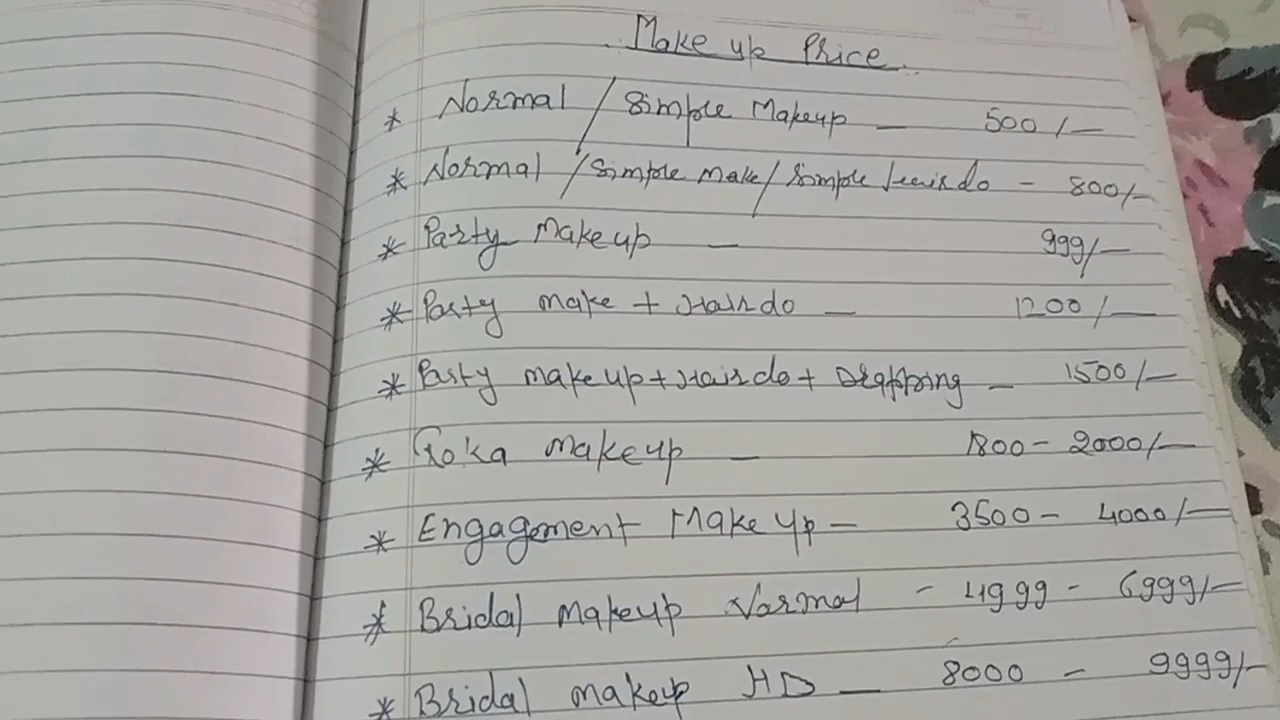 Make up Price
* Normal / Simple Makeup — 500/—
* Normal / Simple Make / Simple hairdo - 800/-
* Party Makeup — 999/—
* Party make + Hairdo — 1200/—
* Party makeup + Hairdo + Drapping — 1500/—
* Roka Makeup — 1800 - 2000/—
* Engagement Make Up — 3500 - 4000/—
* Bridal Makeup Normal - 4999 - 6999/—
* Bridal makeup HD — 8000 - 9999/-